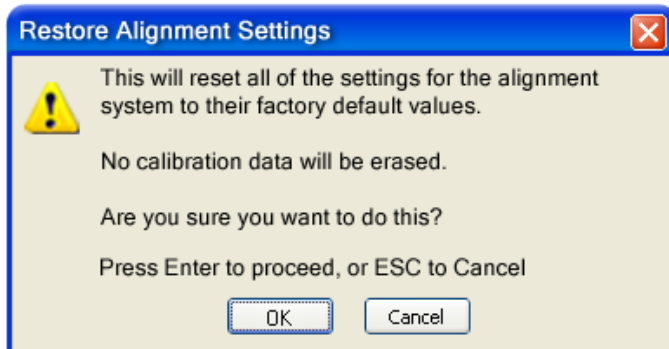 Restore Alignment Settings
This will reset all of the settings for the alignment
system to their factory default values.
No calibration data will be erased.
Are you sure you want to do this?
Press Enter to proceed, or ESC to Cancel
OK
Cancel